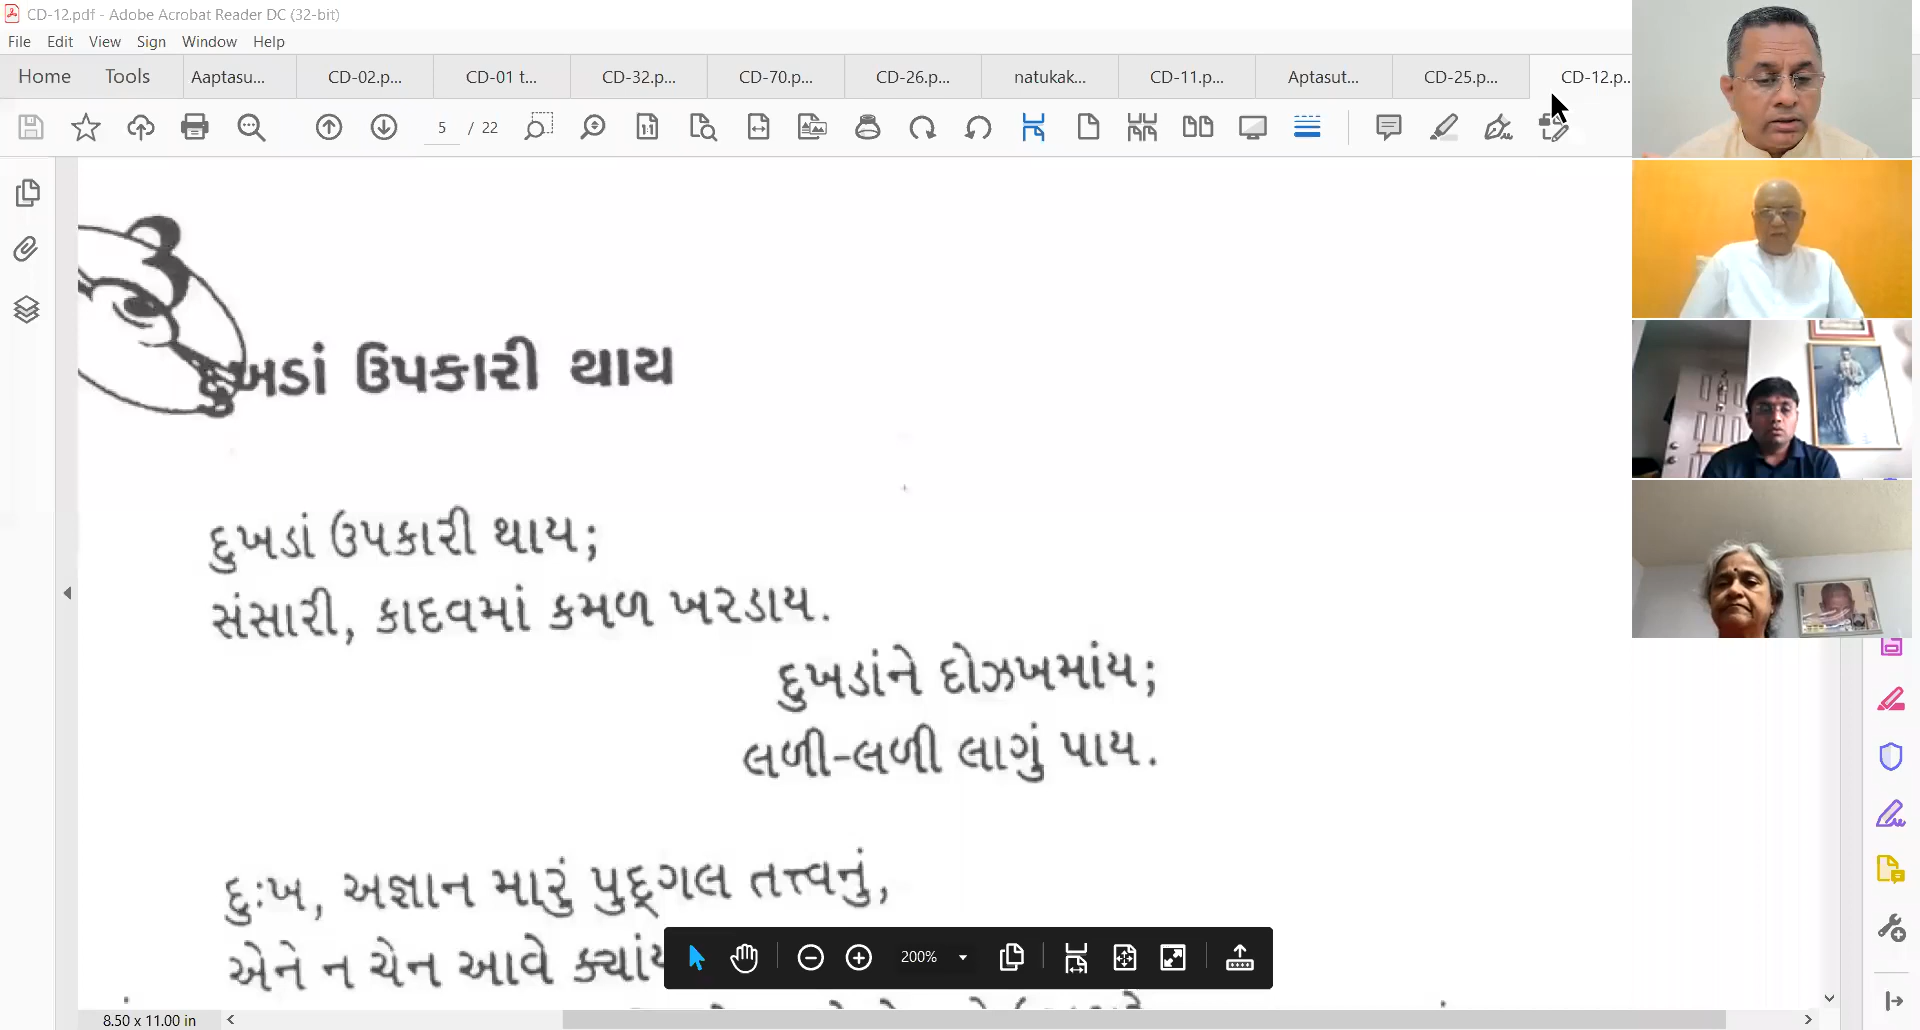 CD-12.pdf - Adobe Acrobat Reader DC (32-bit)
File Edit View Sign Window Help
Home Tools Aaptasu... CD-02.p... CD-01 t... CD-32.p... CD-70.p... CD-26.p... natukak... CD-11.p... Aptasut... CD-25.p... CD-12.p...
5 / 22
દુખડાં ઉપકારી થાય
દુખડાં ઉપકારી થાય;
સંસારી, કાદવમાં કમળ ખરડાય.
દુખડાંને દોઝખમાંય;
લળી-લળી લાગું પાય.
દુઃખ, અજ્ઞાન મારું પુદ્ગલ તત્ત્વનું,
એને ન ચેન આવે ક્યાંય
200%
8.50 x 11.00 in